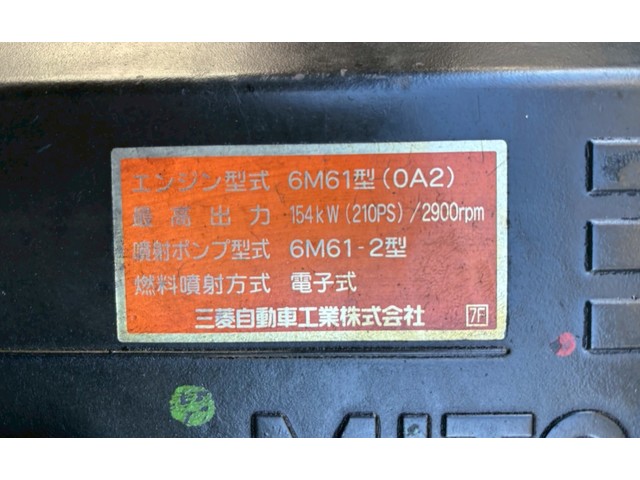 エンジン型式 6M61型(0A2)
最高出力 154kW(210PS)/2900rpm
噴射ポンプ型式 6M61-2型
燃料噴射方式 電子式
三菱自動車工業株式会社 7F